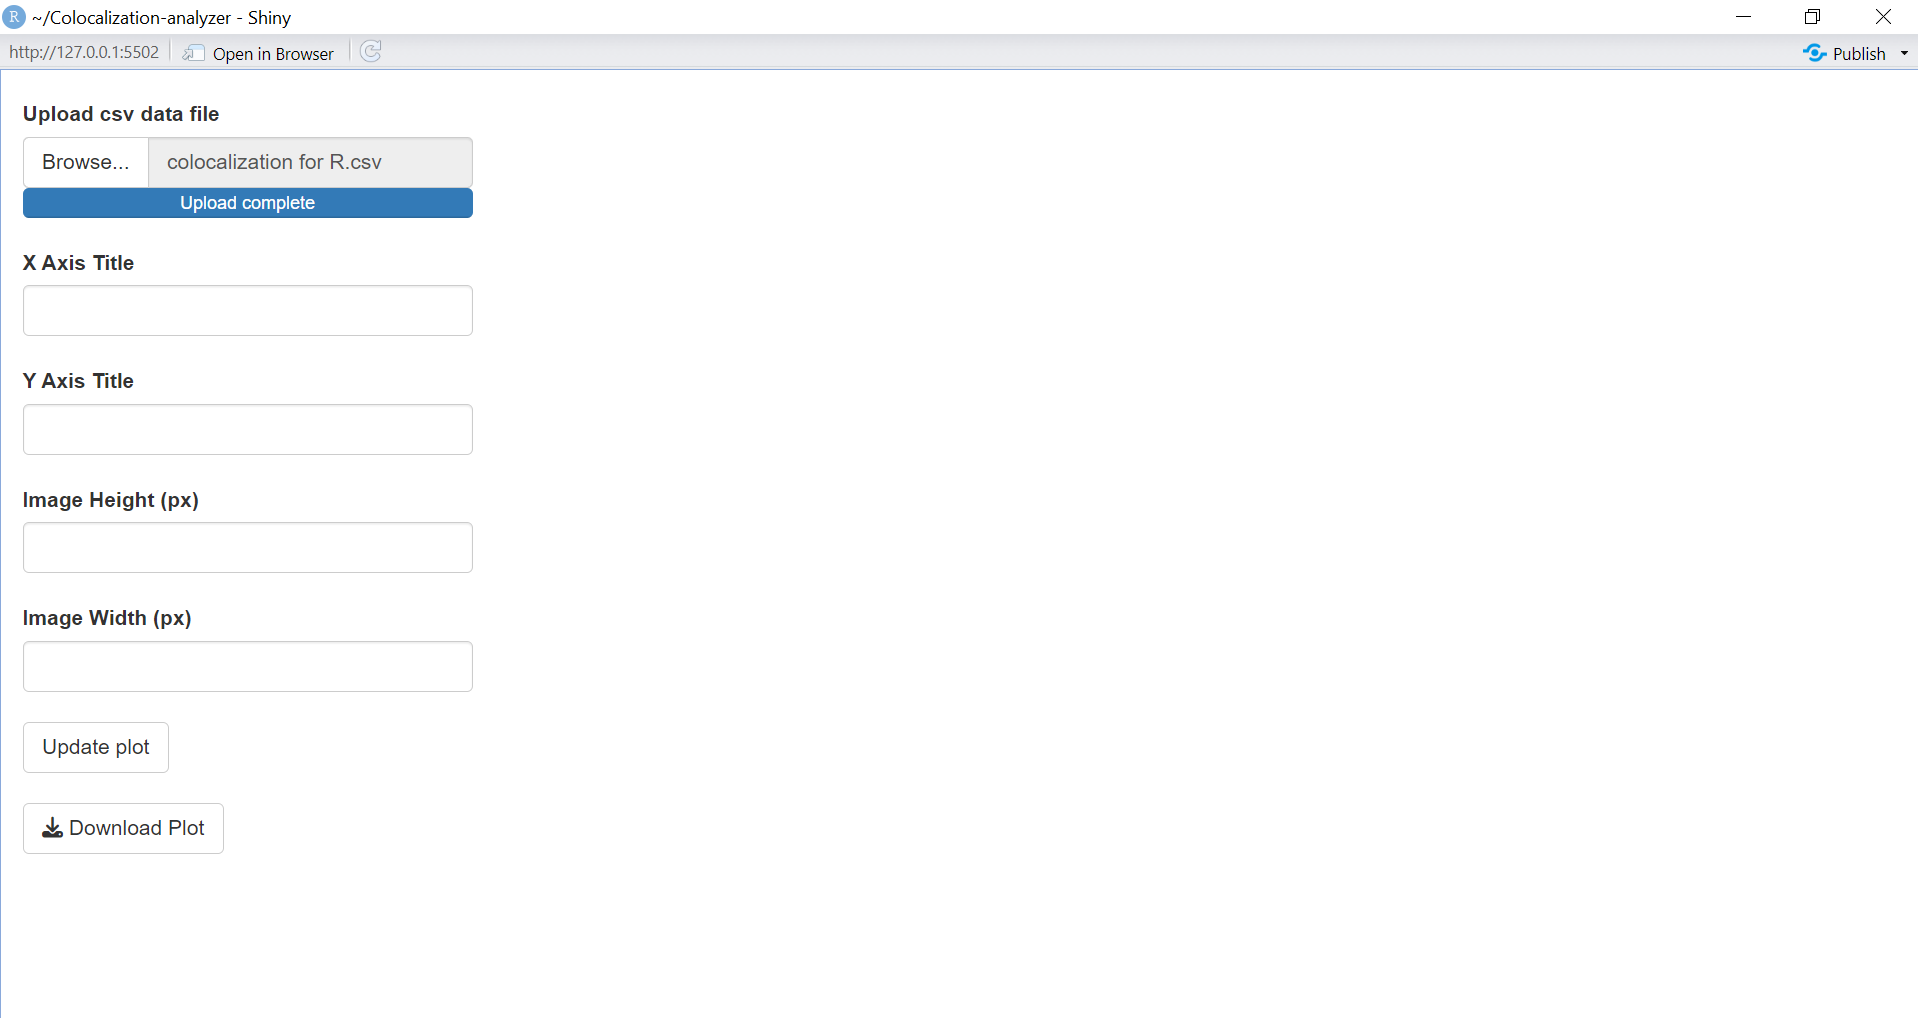 R ~/Colocalization-analyzer - Shiny
http://127.0.0.1:5502 Open in Browser Publish
Upload csv data file
Browse... colocalization for R.csv
Upload complete
X Axis Title
Y Axis Title
Image Height (px)
Image Width (px)
Update plot
Download Plot